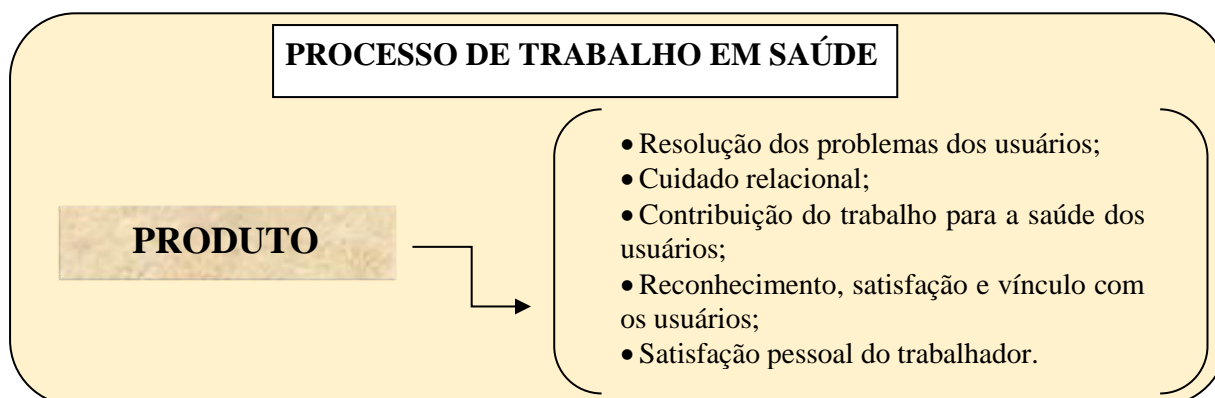 PROCESSO DE TRABALHO EM SAÚDE
PRODUTO
• Resolução dos problemas dos usuários;
• Cuidado relacional;
• Contribuição do trabalho para a saúde dos
usuários;
• Reconhecimento, satisfação e vínculo com
os usuários;
• Satisfação pessoal do trabalhador.